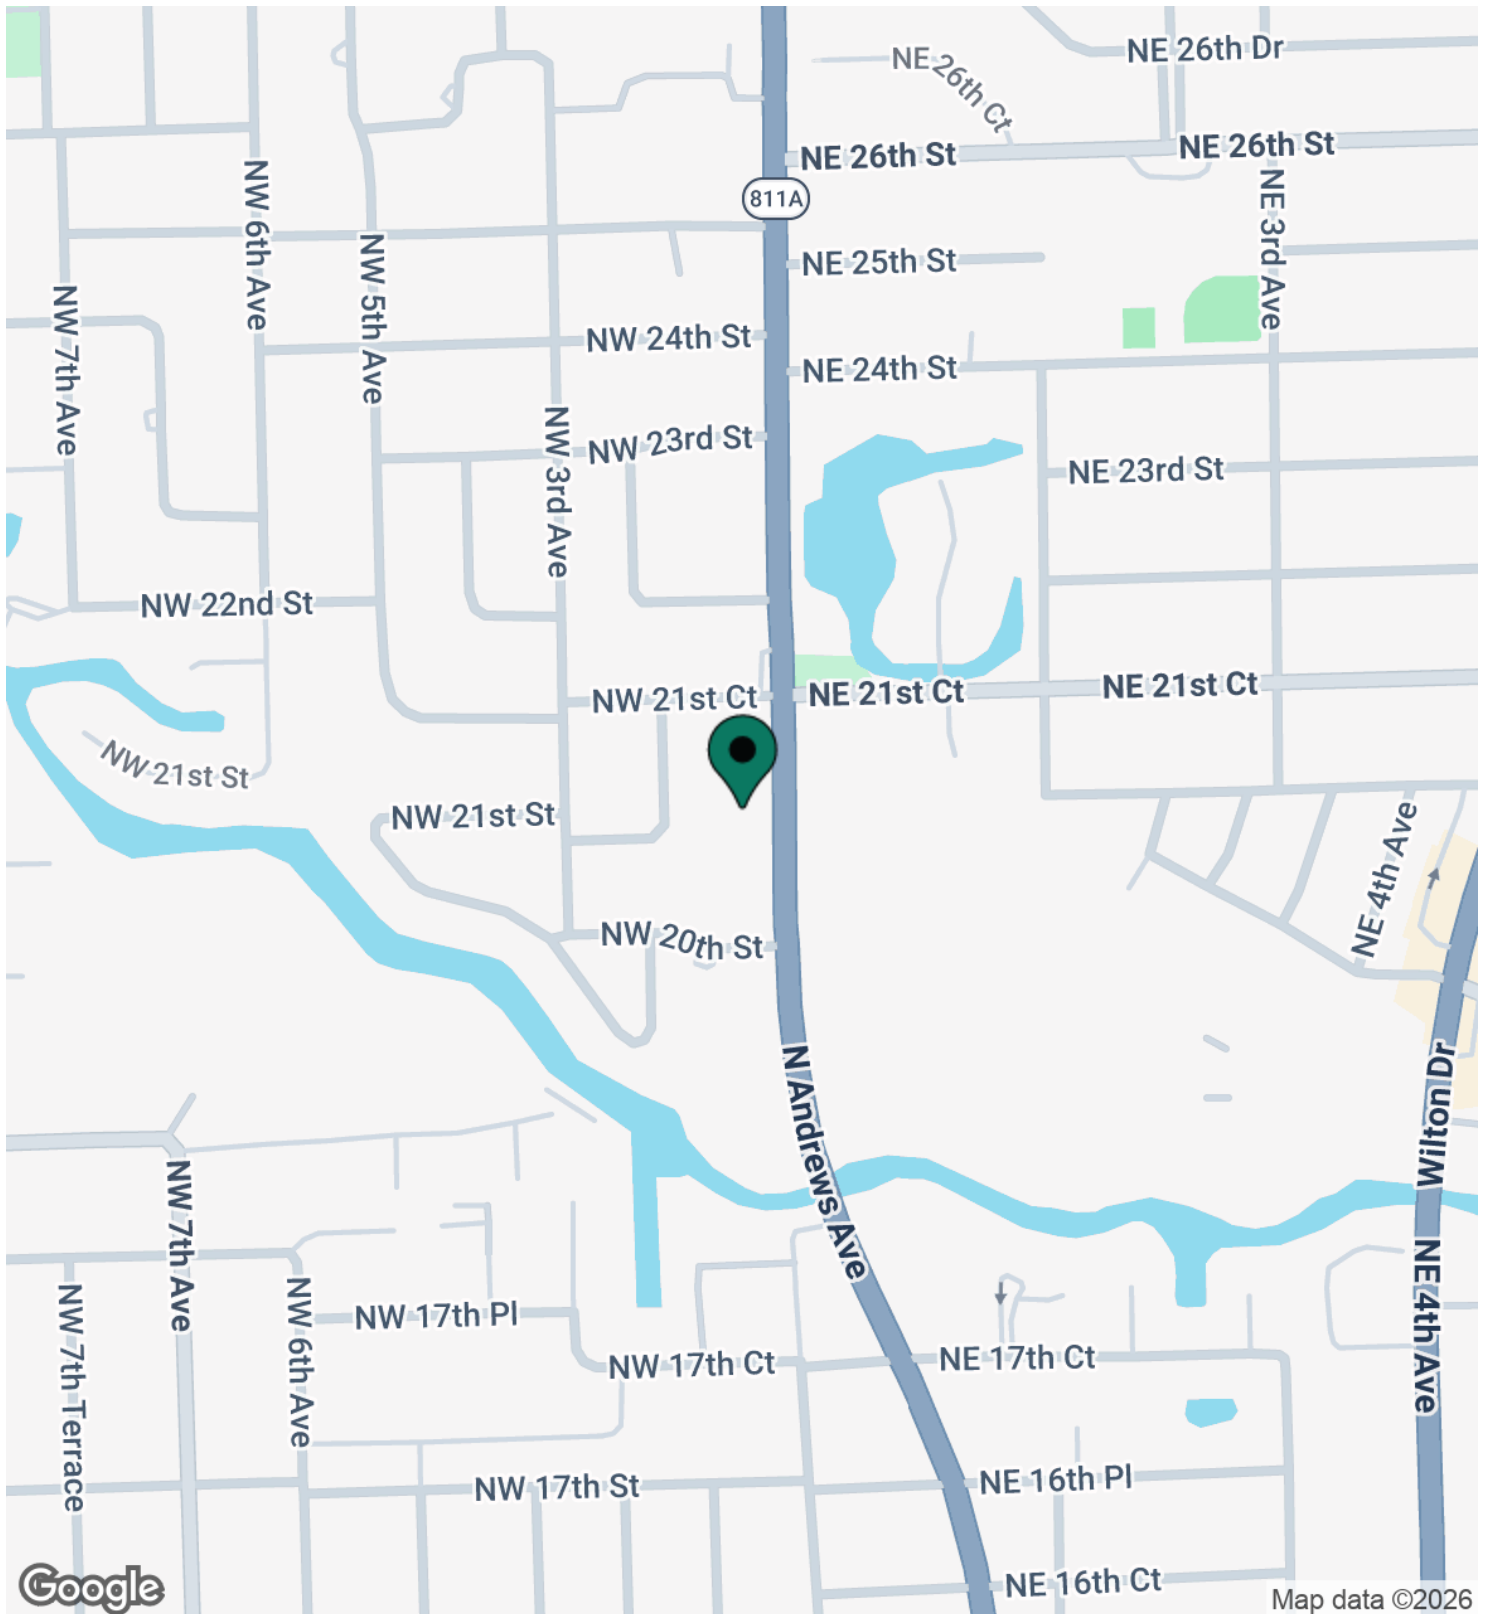 NE 26th Dr
NE 26th Ct
NE 26th St
NE 26th St
811A
NW 6th Ave
NE 3rd Ave
NW 5th Ave
NE 25th St
NW 7th Ave
NW 24th St
NE 24th St
NW 3rd Ave
NW 23rd St
NE 23rd St
NW 22nd St
NW 21st Ct
NE 21st Ct
NE 21st Ct
NW 21st St
NW 21st St
NE 4th Ave
NW 20th St
N Andrews Ave
Wilton Dr
NW 7th Ave
NE 4th Ave
NW 7th Terrace
NW 6th Ave
NW 17th Pl
NW 17th Ct
NE 17th Ct
NW 17th St
NE 16th Pl
NE 16th Ct
Google
Map data ©2026